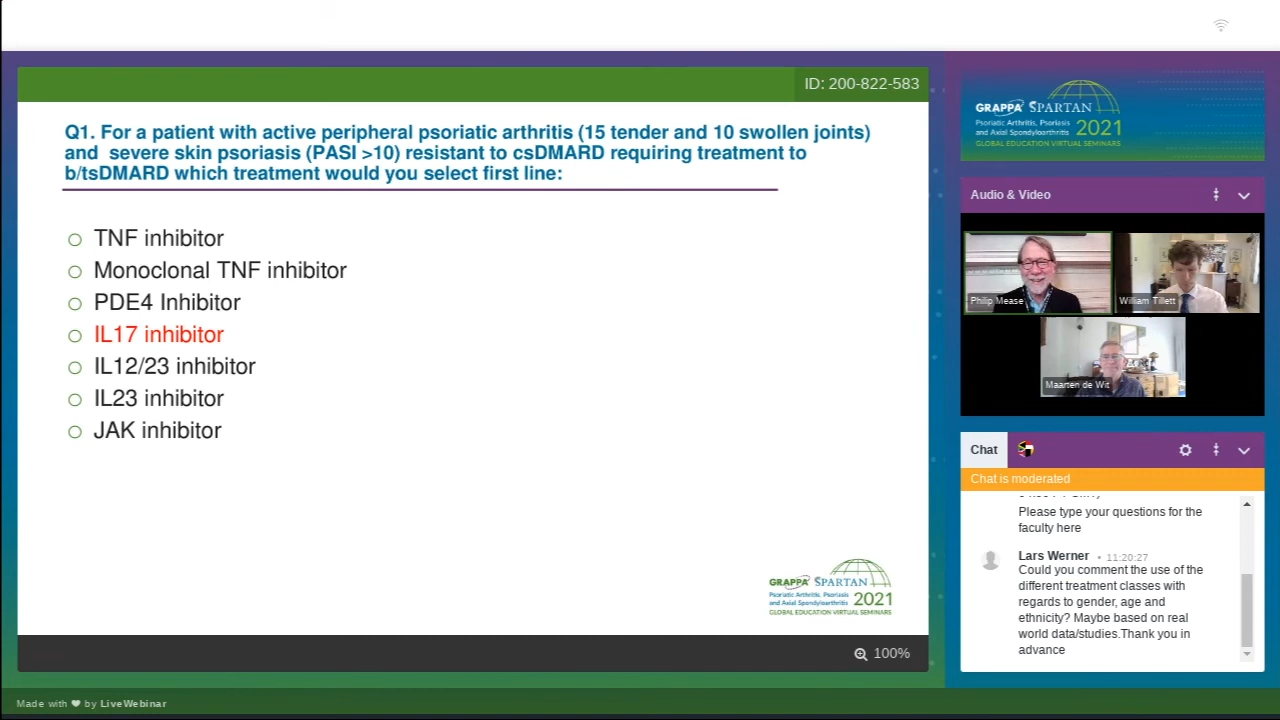 ID: 200-822-583
Q1. For a patient with active peripheral psoriatic arthritis (15 tender and 10 swollen joints)
and severe skin psoriasis (PASI >10) resistant to csDMARD requiring treatment to
b/tsDMARD which treatment would you select first line:
TNF inhibitor
Monoclonal TNF inhibitor
PDE4 Inhibitor
IL17 inhibitor
IL12/23 inhibitor
IL23 inhibitor
JAK inhibitor
GRAPPA SPARTAN
Psoriatic Arthritis, Psoriasis
and Axial Spondyloarthritis 2021
GLOBAL EDUCATION VIRTUAL SEMINARS
100%
GRAPPA SPARTAN
Psoriatic Arthritis, Psoriasis
and Axial Spondyloarthritis 2021
GLOBAL EDUCATION VIRTUAL SEMINARS
Audio & Video
Philip Mease
William Tillett
Maarten de Wit
Chat
Chat is moderated
Please type your questions for the
faculty here
Lars Werner • 11:20:27
Could you comment the use of the
different treatment classes with
regards to gender, age and
ethnicity? Maybe based on real
world data/studies.Thank you in
advance
Made with ❤ by LiveWebinar